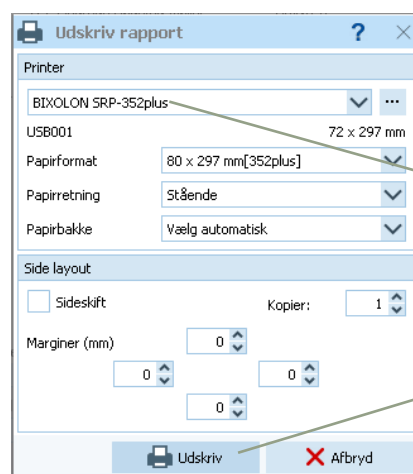 Udskriv rapport ?
Printer
BIXOLON SRP-352plus ...
USB001 72 x 297 mm
Papirformat 80 x 297 mm[352plus]
Papirretning Stående
Papirbakke Vælg automatisk
Side layout
Sideskift Kopier: 1
Marginer (mm) 0
0 0
0
Udskriv Afbryd